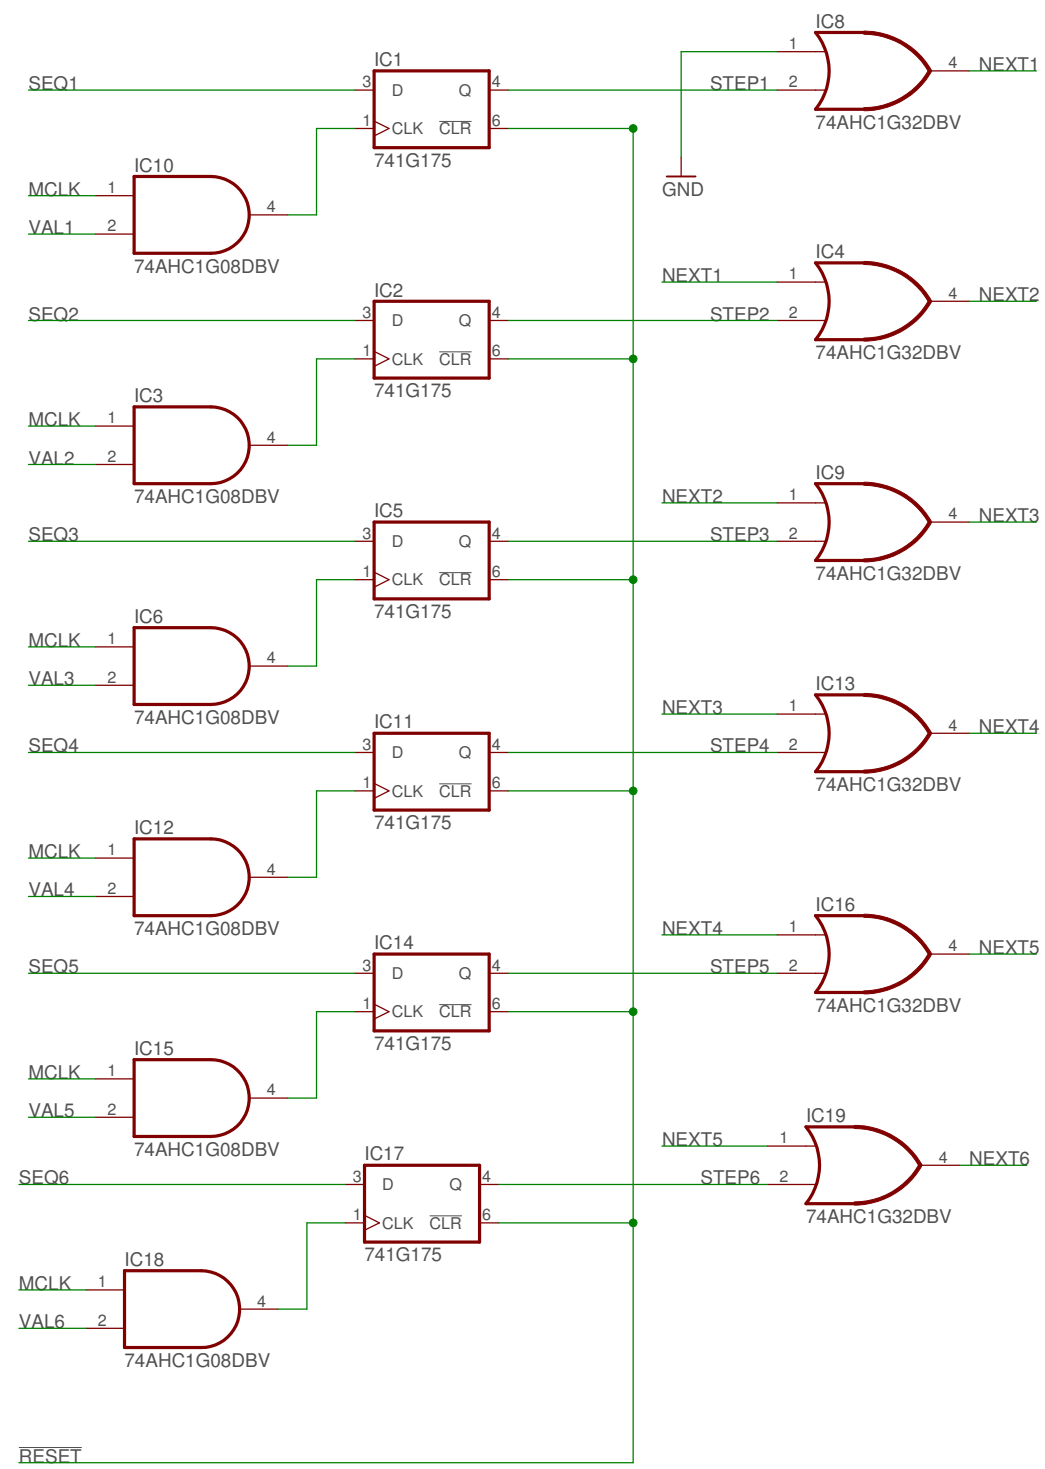 IC8
1
4 NEXT1
STEP1 2
74AHC1G32DBV
GND
IC1
SEQ1 3 D Q 4
1 CLK CLR 6
741G175
IC10
MCLK 1
4
VAL1 2
74AHC1G08DBV
IC4
NEXT1 1
4 NEXT2
STEP2 2
74AHC1G32DBV
IC2
SEQ2 3 D Q 4
1 CLK CLR 6
741G175
IC3
MCLK 1
4
VAL2 2
74AHC1G08DBV
IC9
NEXT2 1
4 NEXT3
STEP3 2
74AHC1G32DBV
IC5
SEQ3 3 D Q 4
1 CLK CLR 6
741G175
IC6
MCLK 1
4
VAL3 2
74AHC1G08DBV
IC13
NEXT3 1
4 NEXT4
STEP4 2
74AHC1G32DBV
IC11
SEQ4 3 D Q 4
1 CLK CLR 6
741G175
IC12
MCLK 1
4
VAL4 2
74AHC1G08DBV
IC16
NEXT4 1
4 NEXT5
STEP5 2
74AHC1G32DBV
IC14
SEQ5 3 D Q 4
1 CLK CLR 6
741G175
IC15
MCLK 1
4
VAL5 2
74AHC1G08DBV
IC19
NEXT5 1
4 NEXT6
STEP6 2
74AHC1G32DBV
IC17
SEQ6 3 D Q 4
1 CLK CLR 6
741G175
IC18
MCLK 1
4
VAL6 2
74AHC1G08DBV
RESET